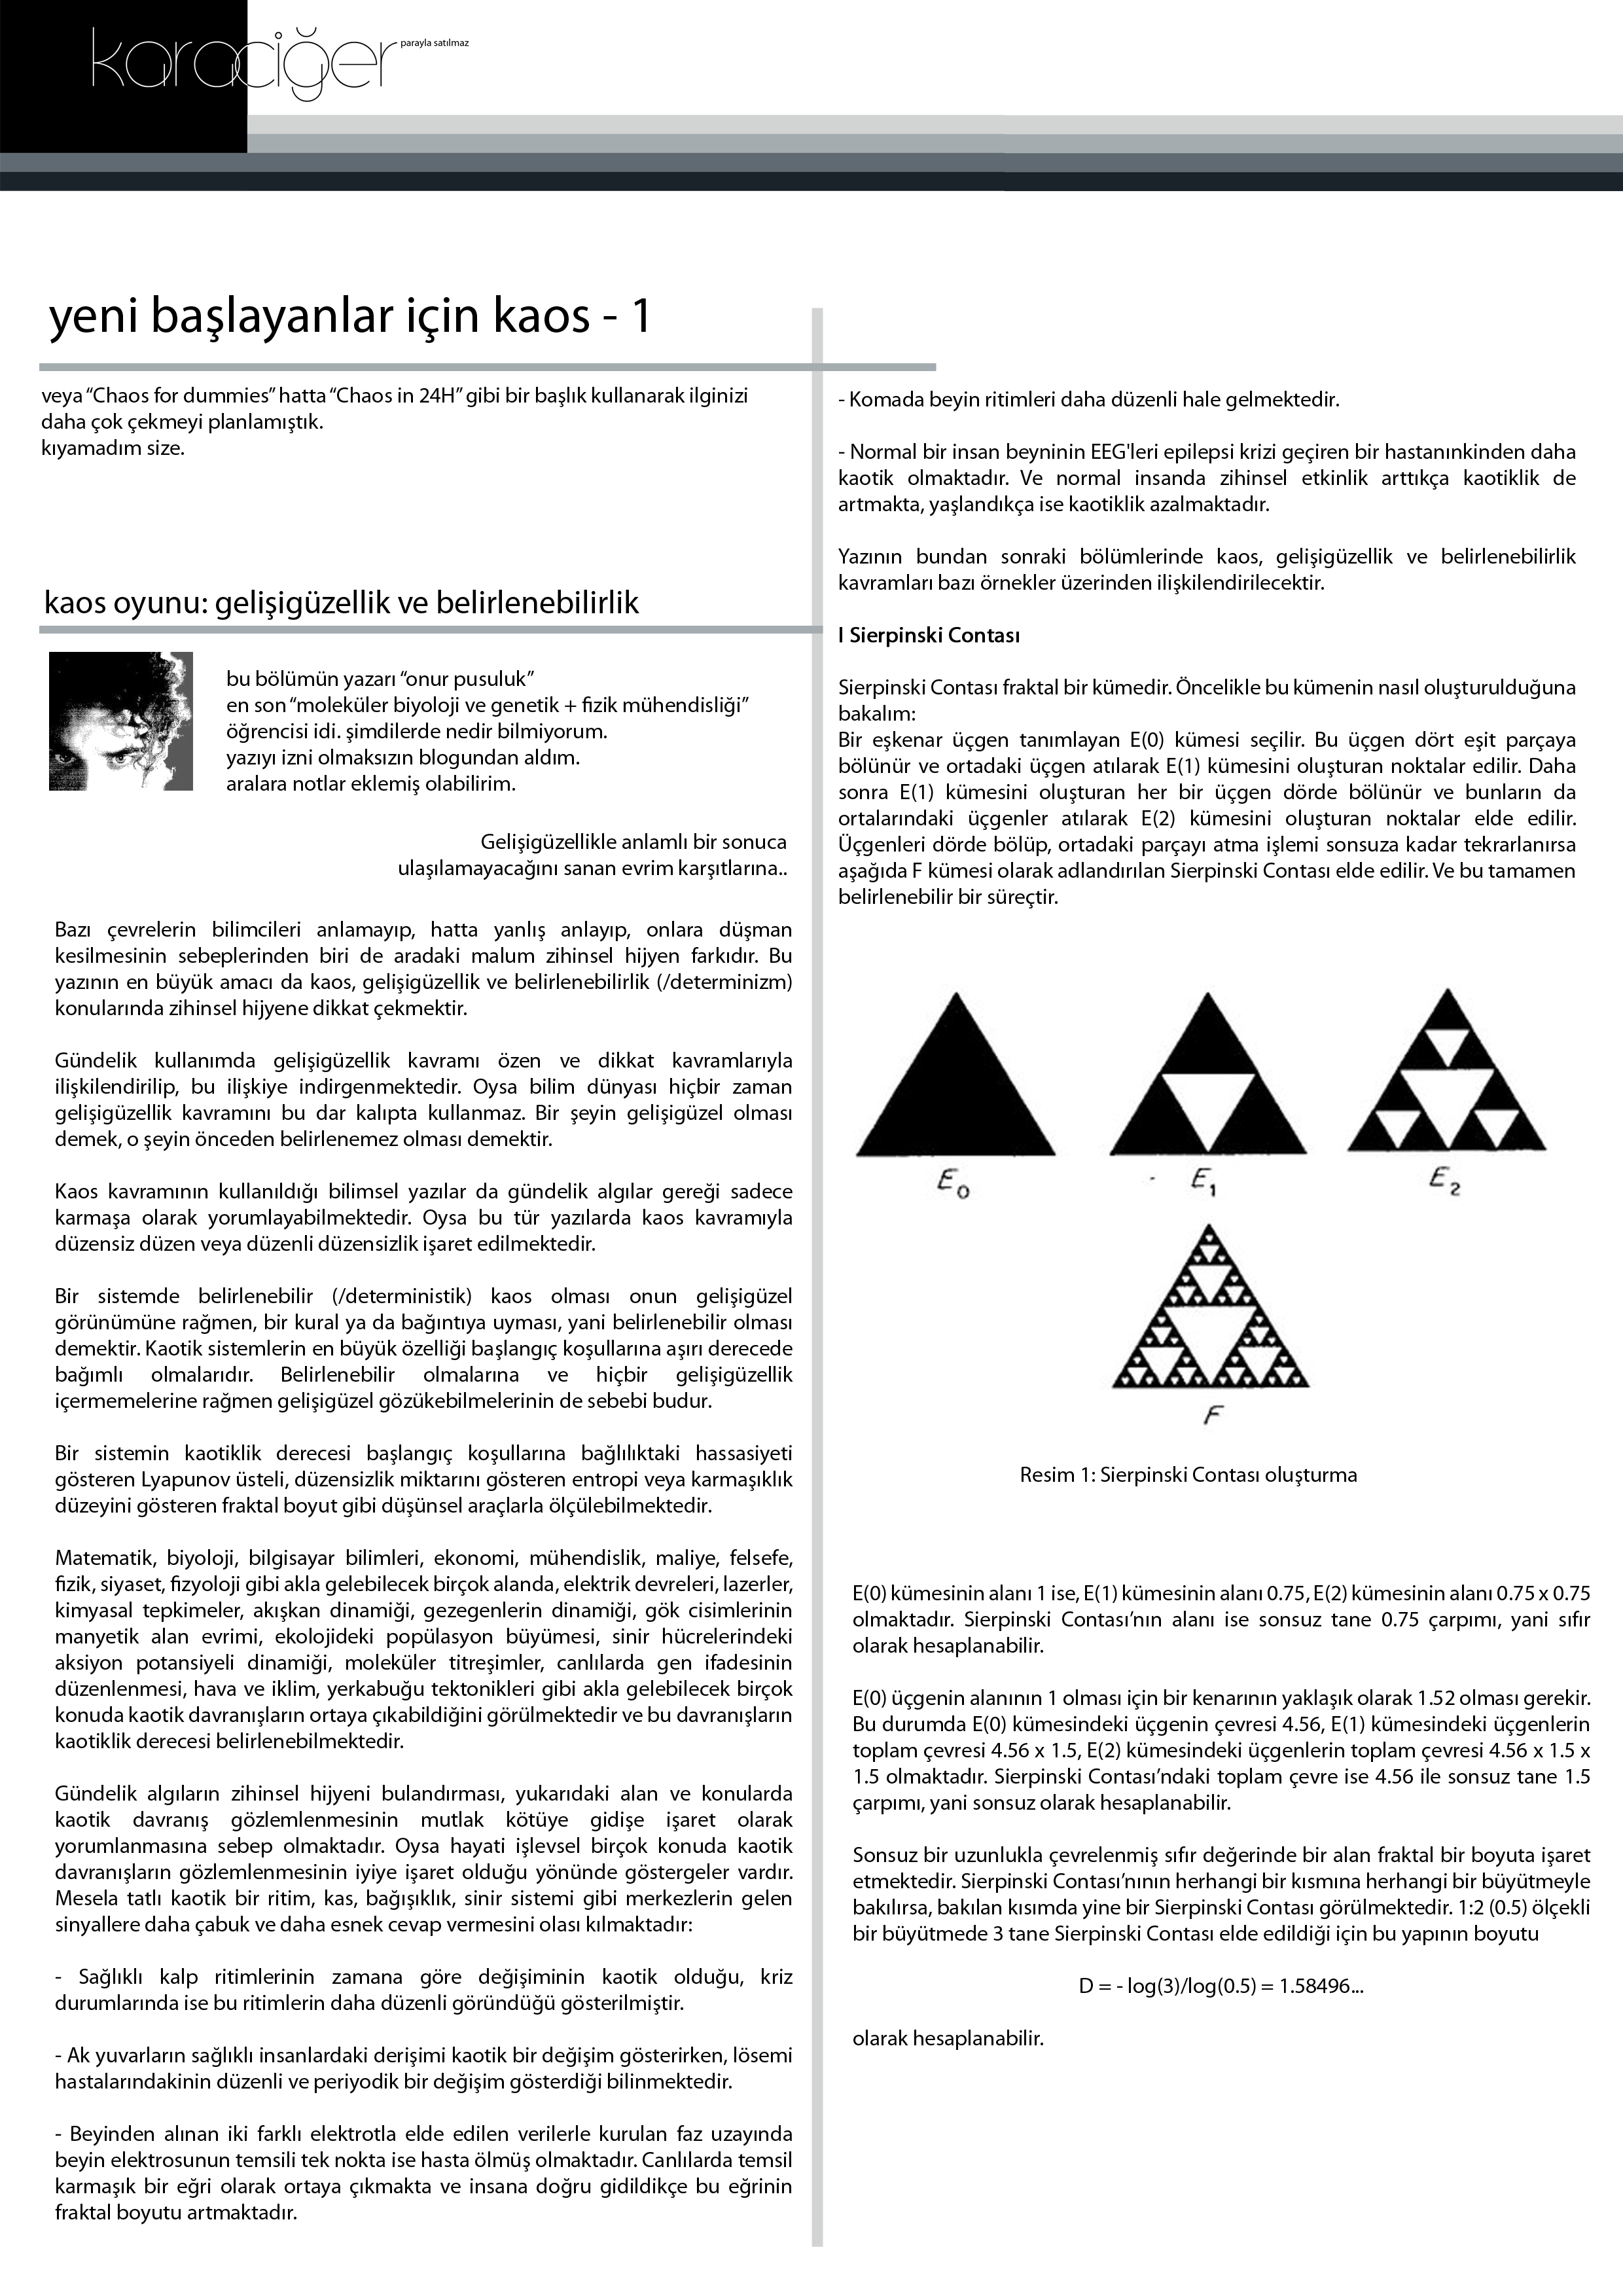 karaciğer
parayla satılmaz
yeni başlayanlar için kaos - 1
veya “Chaos for dummies” hatta “Chaos in 24H” gibi bir başlık kullanarak ilginizi
daha çok çekmeyi planlamıştık.
kıyamadım size.
kaos oyunu: gelişigüzellik ve belirlenebilirlik
bu bölümün yazarı “onur pusuluk”
en son “moleküler biyoloji ve genetik + fizik mühendisliği”
öğrencisi idi. şimdilerde nedir bilmiyorum.
yazıyı izni olmaksızın blogundan aldım.
aralara notlar eklemiş olabilirim.
Gelişigüzellikle anlamlı bir sonuca
ulaşılamayacağını sanan evrim karşıtlarına..
Bazı çevrelerin bilimcileri anlamayıp, hatta yanlış anlayıp, onlara düşman
kesilmesinin sebeplerinden biri de aradaki malum zihinsel hijyen farkıdır. Bu
yazının en büyük amacı da kaos, gelişigüzellik ve belirlenebilirlik (/determinizm)
konularında zihinsel hijyene dikkat çekmektir.
Gündelik kullanımda gelişigüzellik kavramı özen ve dikkat kavramlarıyla
ilişkilendirilip, bu ilişkiye indirgenmektedir. Oysa bilim dünyası hiçbir zaman
gelişigüzellik kavramını bu dar kalıpta kullanmaz. Bir şeyin gelişigüzel olması
demek, o şeyin önceden belirlenemez olması demektir.
Kaos kavramının kullanıldığı bilimsel yazılar da gündelik algılar gereği sadece
karmaşa olarak yorumlayabilmektedir. Oysa bu tür yazılarda kaos kavramıyla
düzensiz düzen veya düzenli düzensizlik işaret edilmektedir.
Bir sistemde belirlenebilir (/deterministik) kaos olması onun gelişigüzel
görünümüne rağmen, bir kural ya da bağıntıya uyması, yani belirlenebilir olması
demektir. Kaotik sistemlerin en büyük özelliği başlangıç koşullarına aşırı derecede
bağımlı olmalarıdır. Belirlenebilir olmalarına ve hiçbir gelişigüzellik
içermemelerine rağmen gelişigüzel gözükebilmelerinin de sebebi budur.
Bir sistemin kaotiklik derecesi başlangıç koşullarına bağlılıktaki hassasiyeti
gösteren Lyapunov üsteli, düzensizlik miktarını gösteren entropi veya karmaşıklık
düzeyini gösteren fraktal boyut gibi düşünsel araçlarla ölçülebilmektedir.
Matematik, biyoloji, bilgisayar bilimleri, ekonomi, mühendislik, maliye, felsefe,
fizik, siyaset, fizyoloji gibi akla gelebilecek birçok alanda, elektrik devreleri, lazerler,
kimyasal tepkimeler, akışkan dinamiği, gezegenlerin dinamiği, gök cisimlerinin
manyetik alan evrimi, ekolojideki popülasyon büyümesi, sinir hücrelerindeki
aksiyon potansiyeli dinamiği, moleküler titreşimler, canlılarda gen ifadesinin
düzenlenmesi, hava ve iklim, yerkabuğu tektonikleri gibi akla gelebilecek birçok
konuda kaotik davranışların ortaya çıkabildiğini görülmektedir ve bu davranışların
kaotiklik derecesi belirlenebilmektedir.
Gündelik algıların zihinsel hijyeni bulandırması, yukarıdaki alan ve konularda
kaotik davranış gözlemlenmesinin mutlak kötüye gidişe işaret olarak
yorumlanmasına sebep olmaktadır. Oysa hayati işlevsel birçok konuda kaotik
davranışların gözlemlenmesinin iyiye işaret olduğu yönünde göstergeler vardır.
Mesela tatlı kaotik bir ritim, kas, bağışıklık, sinir sistemi gibi merkezlerin gelen
sinyallere daha çabuk ve daha esnek cevap vermesini olası kılmaktadır:
- Sağlıklı kalp ritimlerinin zamana göre değişiminin kaotik olduğu, kriz
durumlarında ise bu ritimlerin daha düzenli göründüğü gösterilmiştir.
- Ak yuvarların sağlıklı insanlardaki derişimi kaotik bir değişim gösterirken, lösemi
hastalarındakinin düzenli ve periyodik bir değişim gösterdiği bilinmektedir.
- Beyinden alınan iki farklı elektrotla elde edilen verilerle kurulan faz uzayında
beyin elektrosunun temsili tek nokta ise hasta ölmüş olmaktadır. Canlılarda temsil
karmaşık bir eğri olarak ortaya çıkmakta ve insana doğru gidildikçe bu eğrinin
fraktal boyutu artmaktadır.
- Komada beyin ritimleri daha düzenli hale gelmektedir.
- Normal bir insan beyninin EEG'leri epilepsi krizi geçiren bir hastanınkinden daha
kaotik olmaktadır. Ve normal insanda zihinsel etkinlik arttıkça kaotiklik de
artmakta, yaşlandıkça ise kaotiklik azalmaktadır.
Yazının bundan sonraki bölümlerinde kaos, gelişigüzellik ve belirlenebilirlik
kavramları bazı örnekler üzerinden ilişkilendirilecektir.
I Sierpinski Contası
Sierpinski Contası fraktal bir kümedir. Öncelikle bu kümenin nasıl oluşturulduğuna
bakalım:
Bir eşkenar üçgen tanımlayan E(0) kümesi seçilir. Bu üçgen dört eşit parçaya
bölünür ve ortadaki üçgen atılarak E(1) kümesini oluşturan noktalar edilir. Daha
sonra E(1) kümesini oluşturan her bir üçgen dörde bölünür ve bunların da
ortalarındaki üçgenler atılarak E(2) kümesini oluşturan noktalar elde edilir.
Üçgenleri dörde bölüp, ortadaki parçayı atma işlemi sonsuza kadar tekrarlanırsa
aşağıda F kümesi olarak adlandırılan Sierpinski Contası elde edilir. Ve bu tamamen
belirlenebilir bir süreçtir.
E0 E1 E2
F
Resim 1: Sierpinski Contası oluşturma
E(0) kümesinin alanı 1 ise, E(1) kümesinin alanı 0.75, E(2) kümesinin alanı 0.75 x 0.75
olmaktadır. Sierpinski Contası’nın alanı ise sonsuz tane 0.75 çarpımı, yani sıfır
olarak hesaplanabilir.
E(0) üçgenin alanının 1 olması için bir kenarının yaklaşık olarak 1.52 olması gerekir.
Bu durumda E(0) kümesindeki üçgenin çevresi 4.56, E(1) kümesindeki üçgenlerin
toplam çevresi 4.56 x 1.5, E(2) kümesindeki üçgenlerin toplam çevresi 4.56 x 1.5 x
1.5 olmaktadır. Sierpinski Contası’ndaki toplam çevre ise 4.56 ile sonsuz tane 1.5
çarpımı, yani sonsuz olarak hesaplanabilir.
Sonsuz bir uzunlukla çevrelenmiş sıfır değerinde bir alan fraktal bir boyuta işaret
etmektedir. Sierpinski Contası’nının herhangi bir kısmına herhangi bir büyütmeyle
bakılırsa, bakılan kısımda yine bir Sierpinski Contası görülmektedir. 1:2 (0.5) ölçekli
bir büyütmede 3 tane Sierpinski Contası elde edildiği için bu yapının boyutu
D = - log(3)/log(0.5) = 1.58496...
olarak hesaplanabilir.